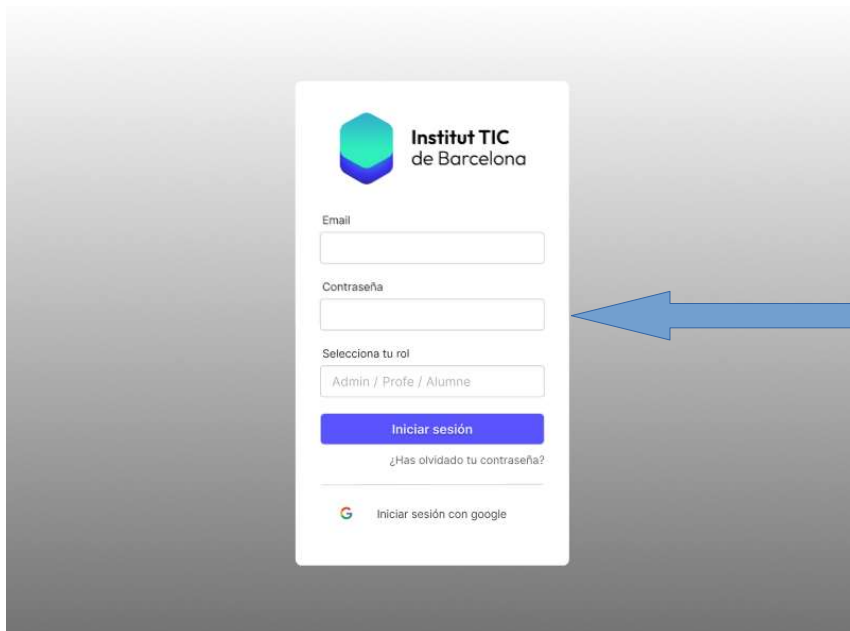 Institut TIC
de Barcelona
Email
Contraseña
Selecciona tu rol
Admin / Profe / Alumne
Iniciar sesión
¿Has olvidado tu contraseña?
Iniciar sesión con google